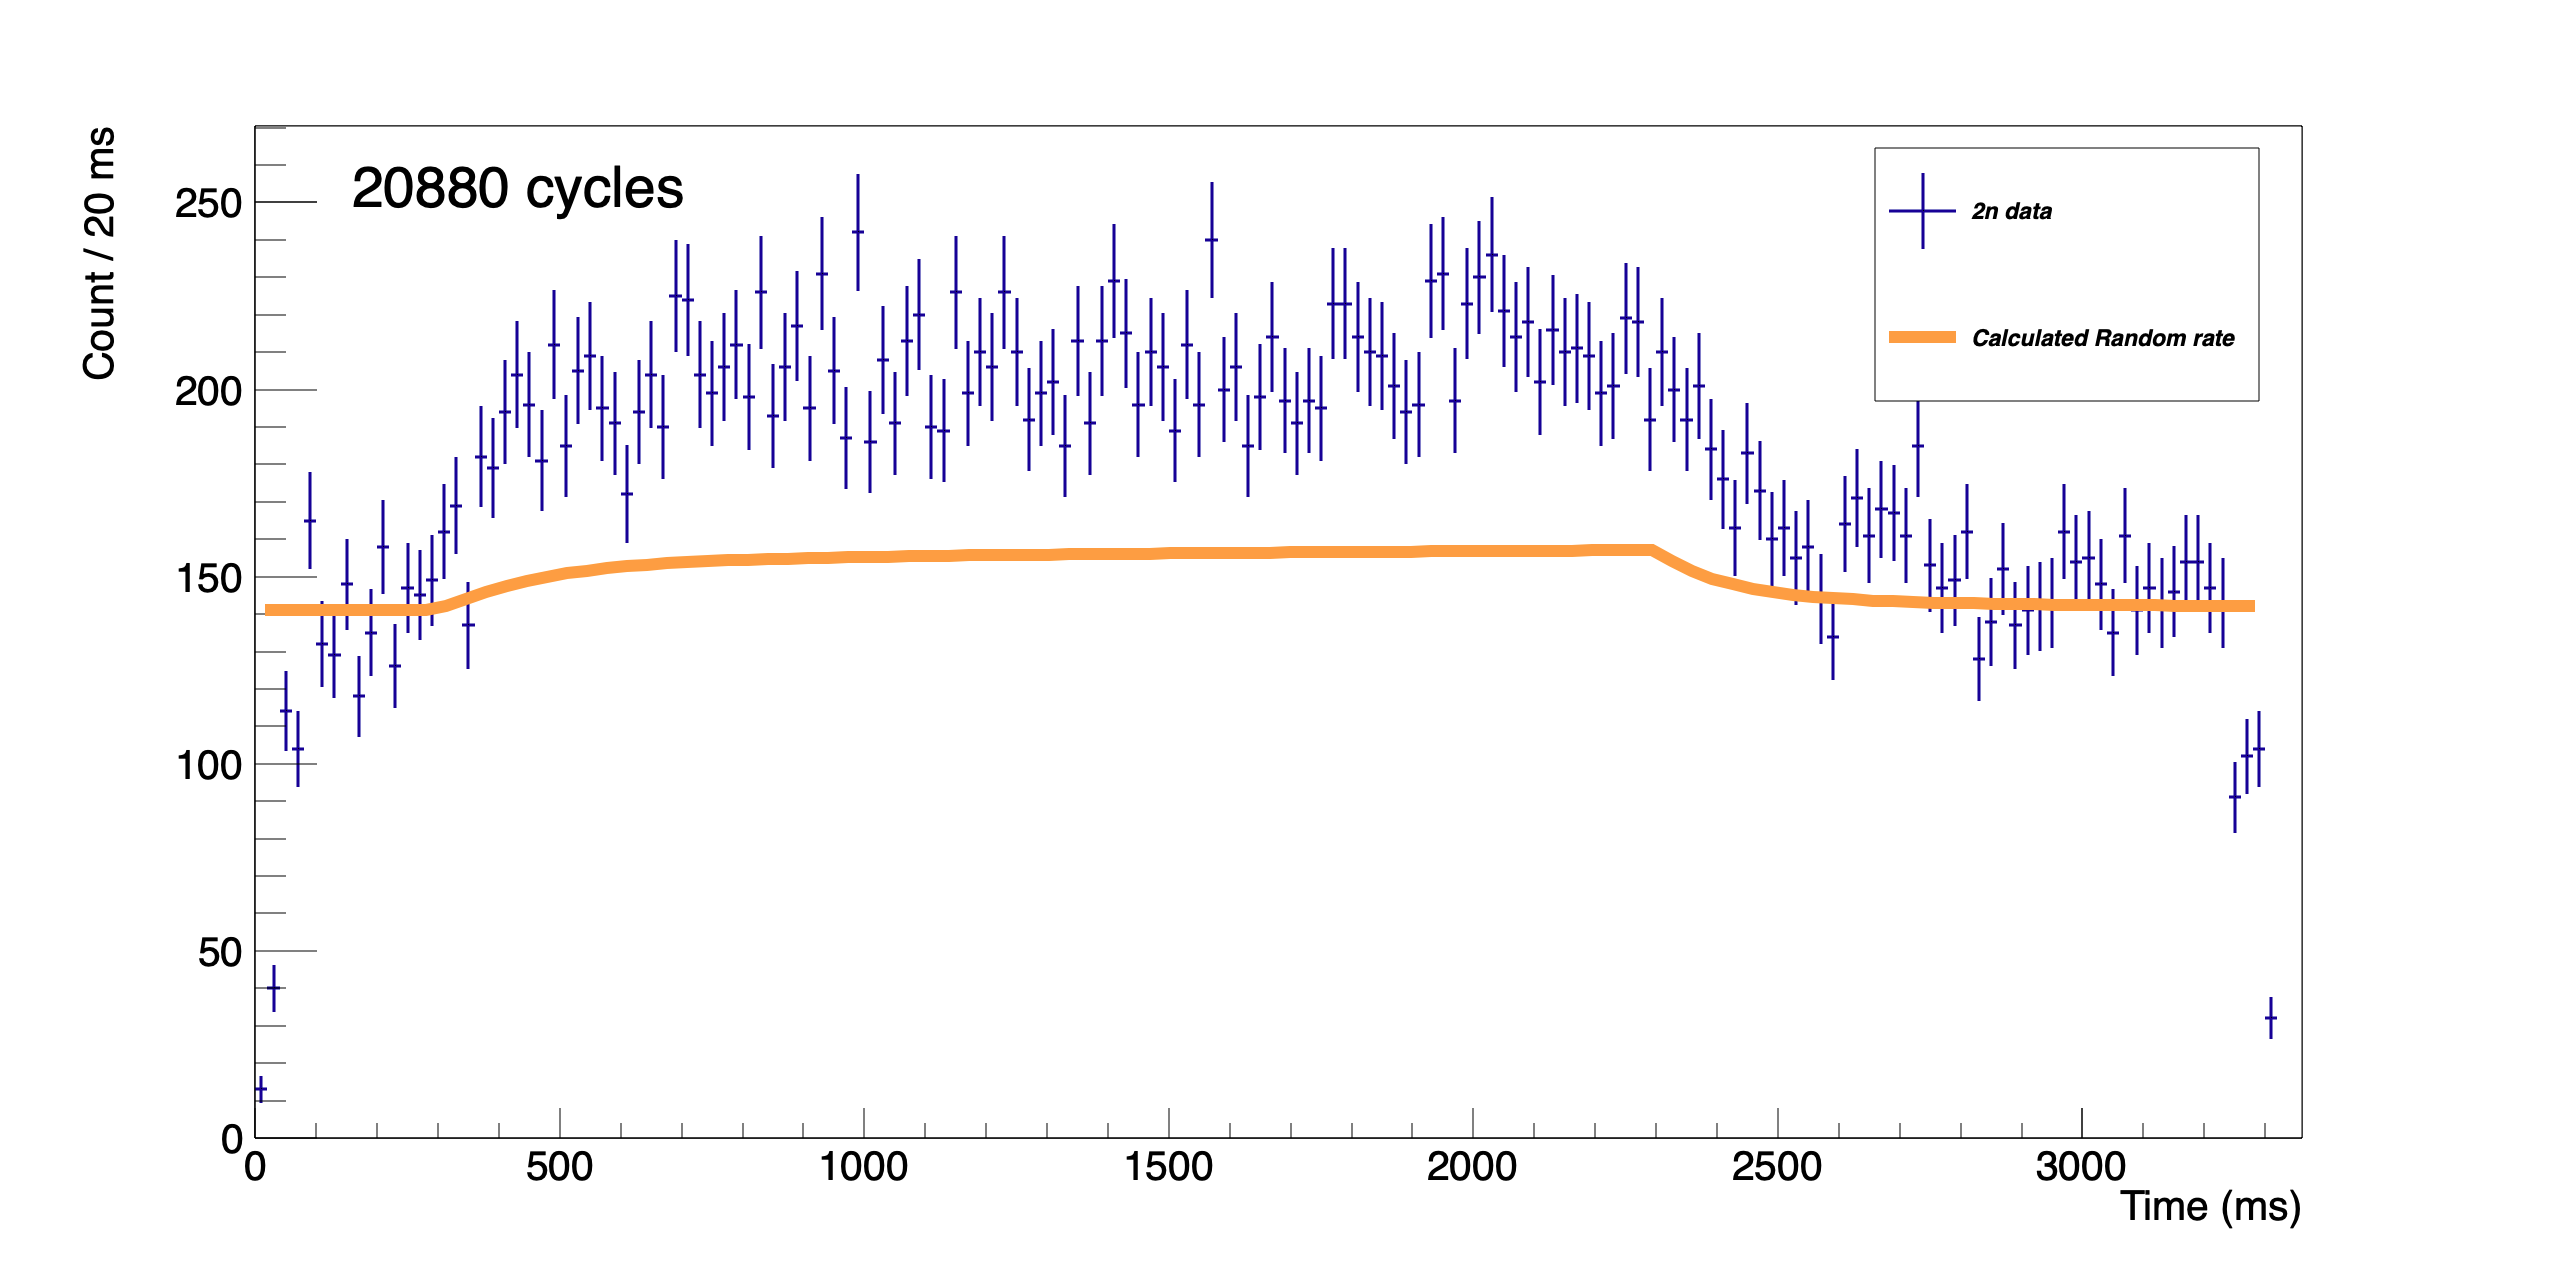 Count / 20 ms
20880 cycles
2n data
Calculated Random rate
250
200
150
100
50
0
0 500 1000 1500 2000 2500 3000
Time (ms)